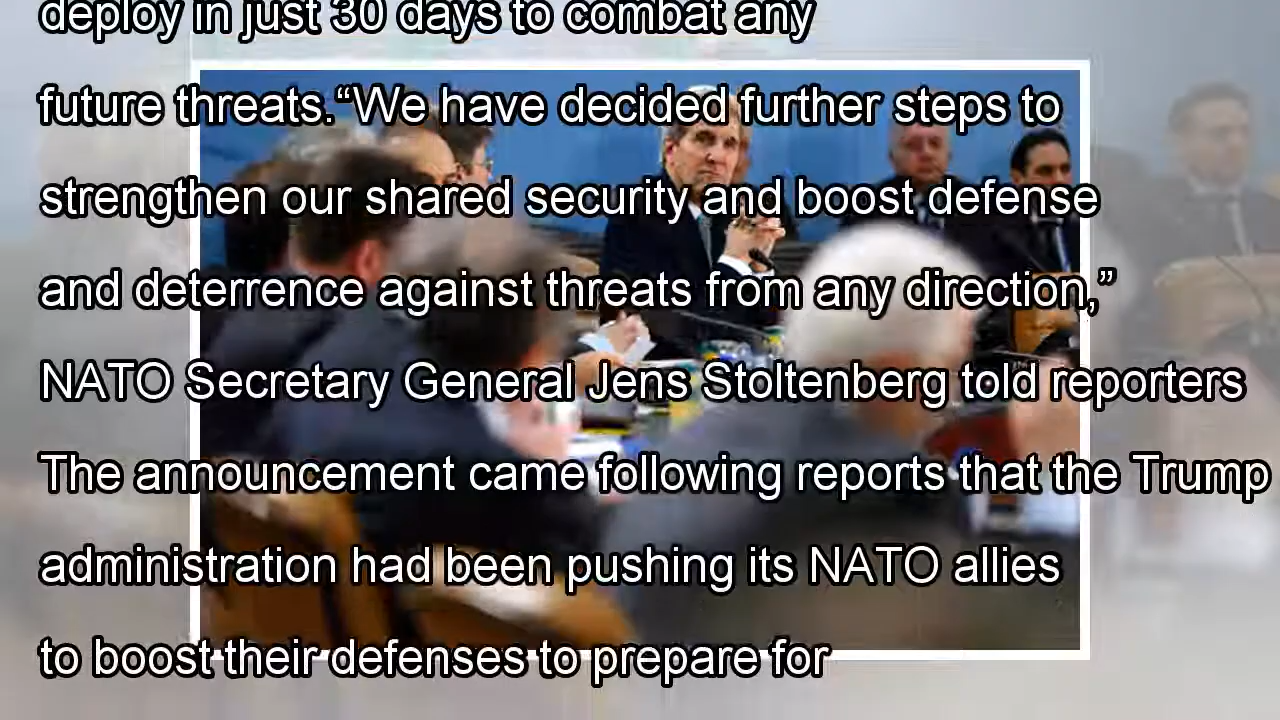 deploy in just 30 days to combat any
future threats.“We have decided further steps to
strengthen our shared security and boost defense
and deterrence against threats from any direction,”
NATO Secretary General Jens Stoltenberg told reporters
The announcement came following reports that the Trump
administration had been pushing its NATO allies
to boost their defenses to prepare for